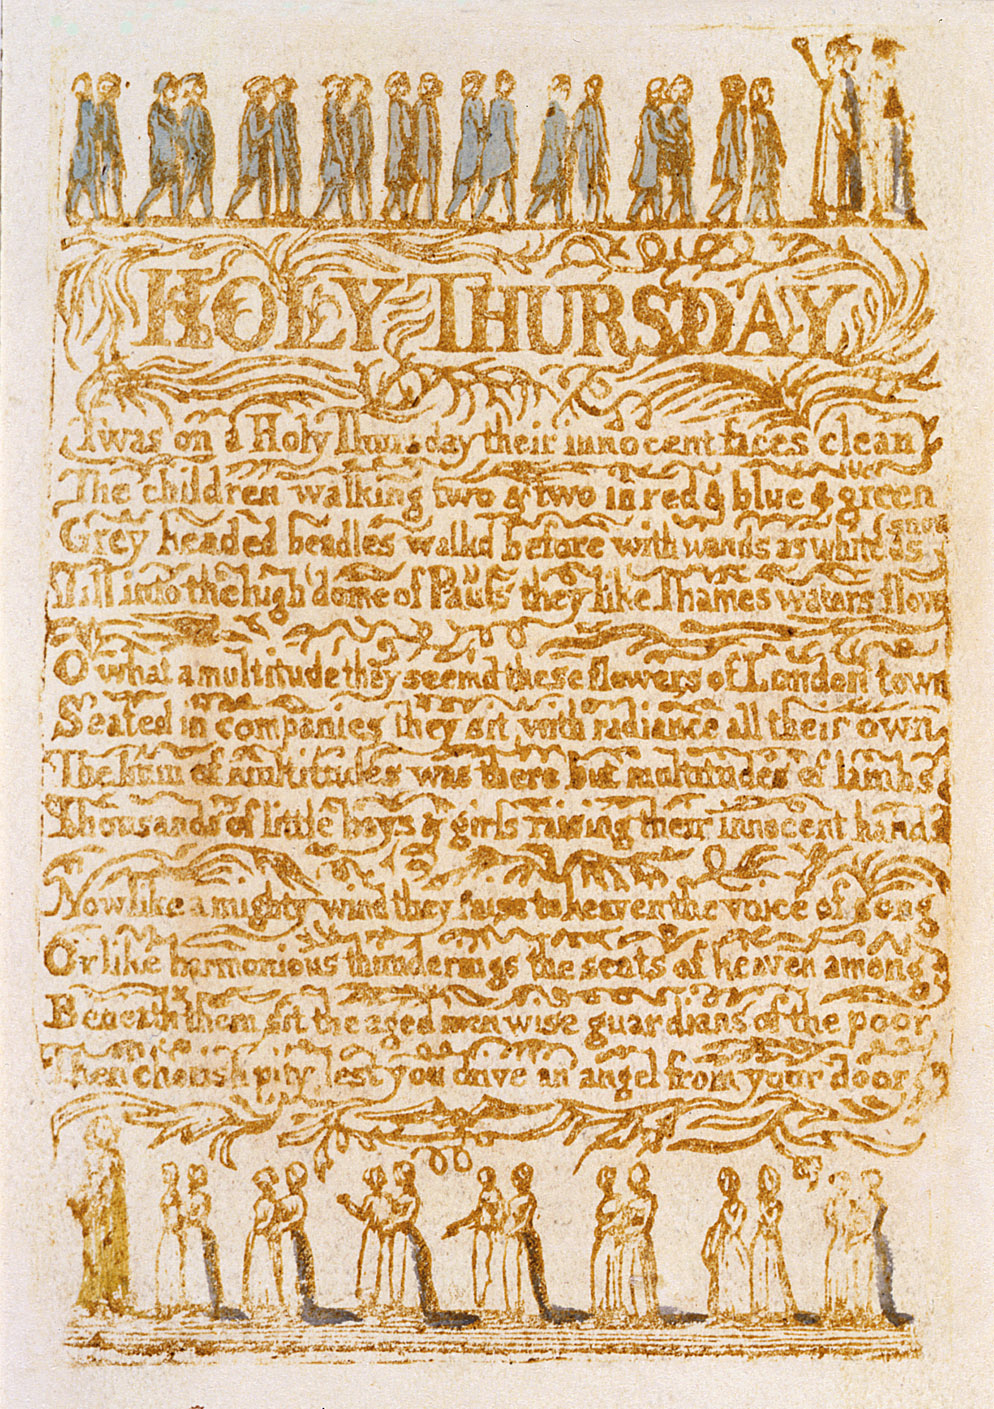 HOLY THURSDAY
Twas on a Holy Thursday their innocent faces clean
The children walking two & two in red & blue & green
Grey headed beadles walkd before with wands as white as snow
Till into the high dome of Pauls they like Thames waters flow
O what a multitude they seemd these flowers of London town
Seated in companies they sit with radiance all their own
The hum of multitudes was there but multitudes of lambs
Thousands of little boys & girls raising their innocent hands
Now like a mighty wind they raise to heaven the voice of song
Or like harmonious thunderings the seats of heaven among
Beneath them sit the aged men wise guardians of the poor
Then cherish pity, lest you drive an angel from your door